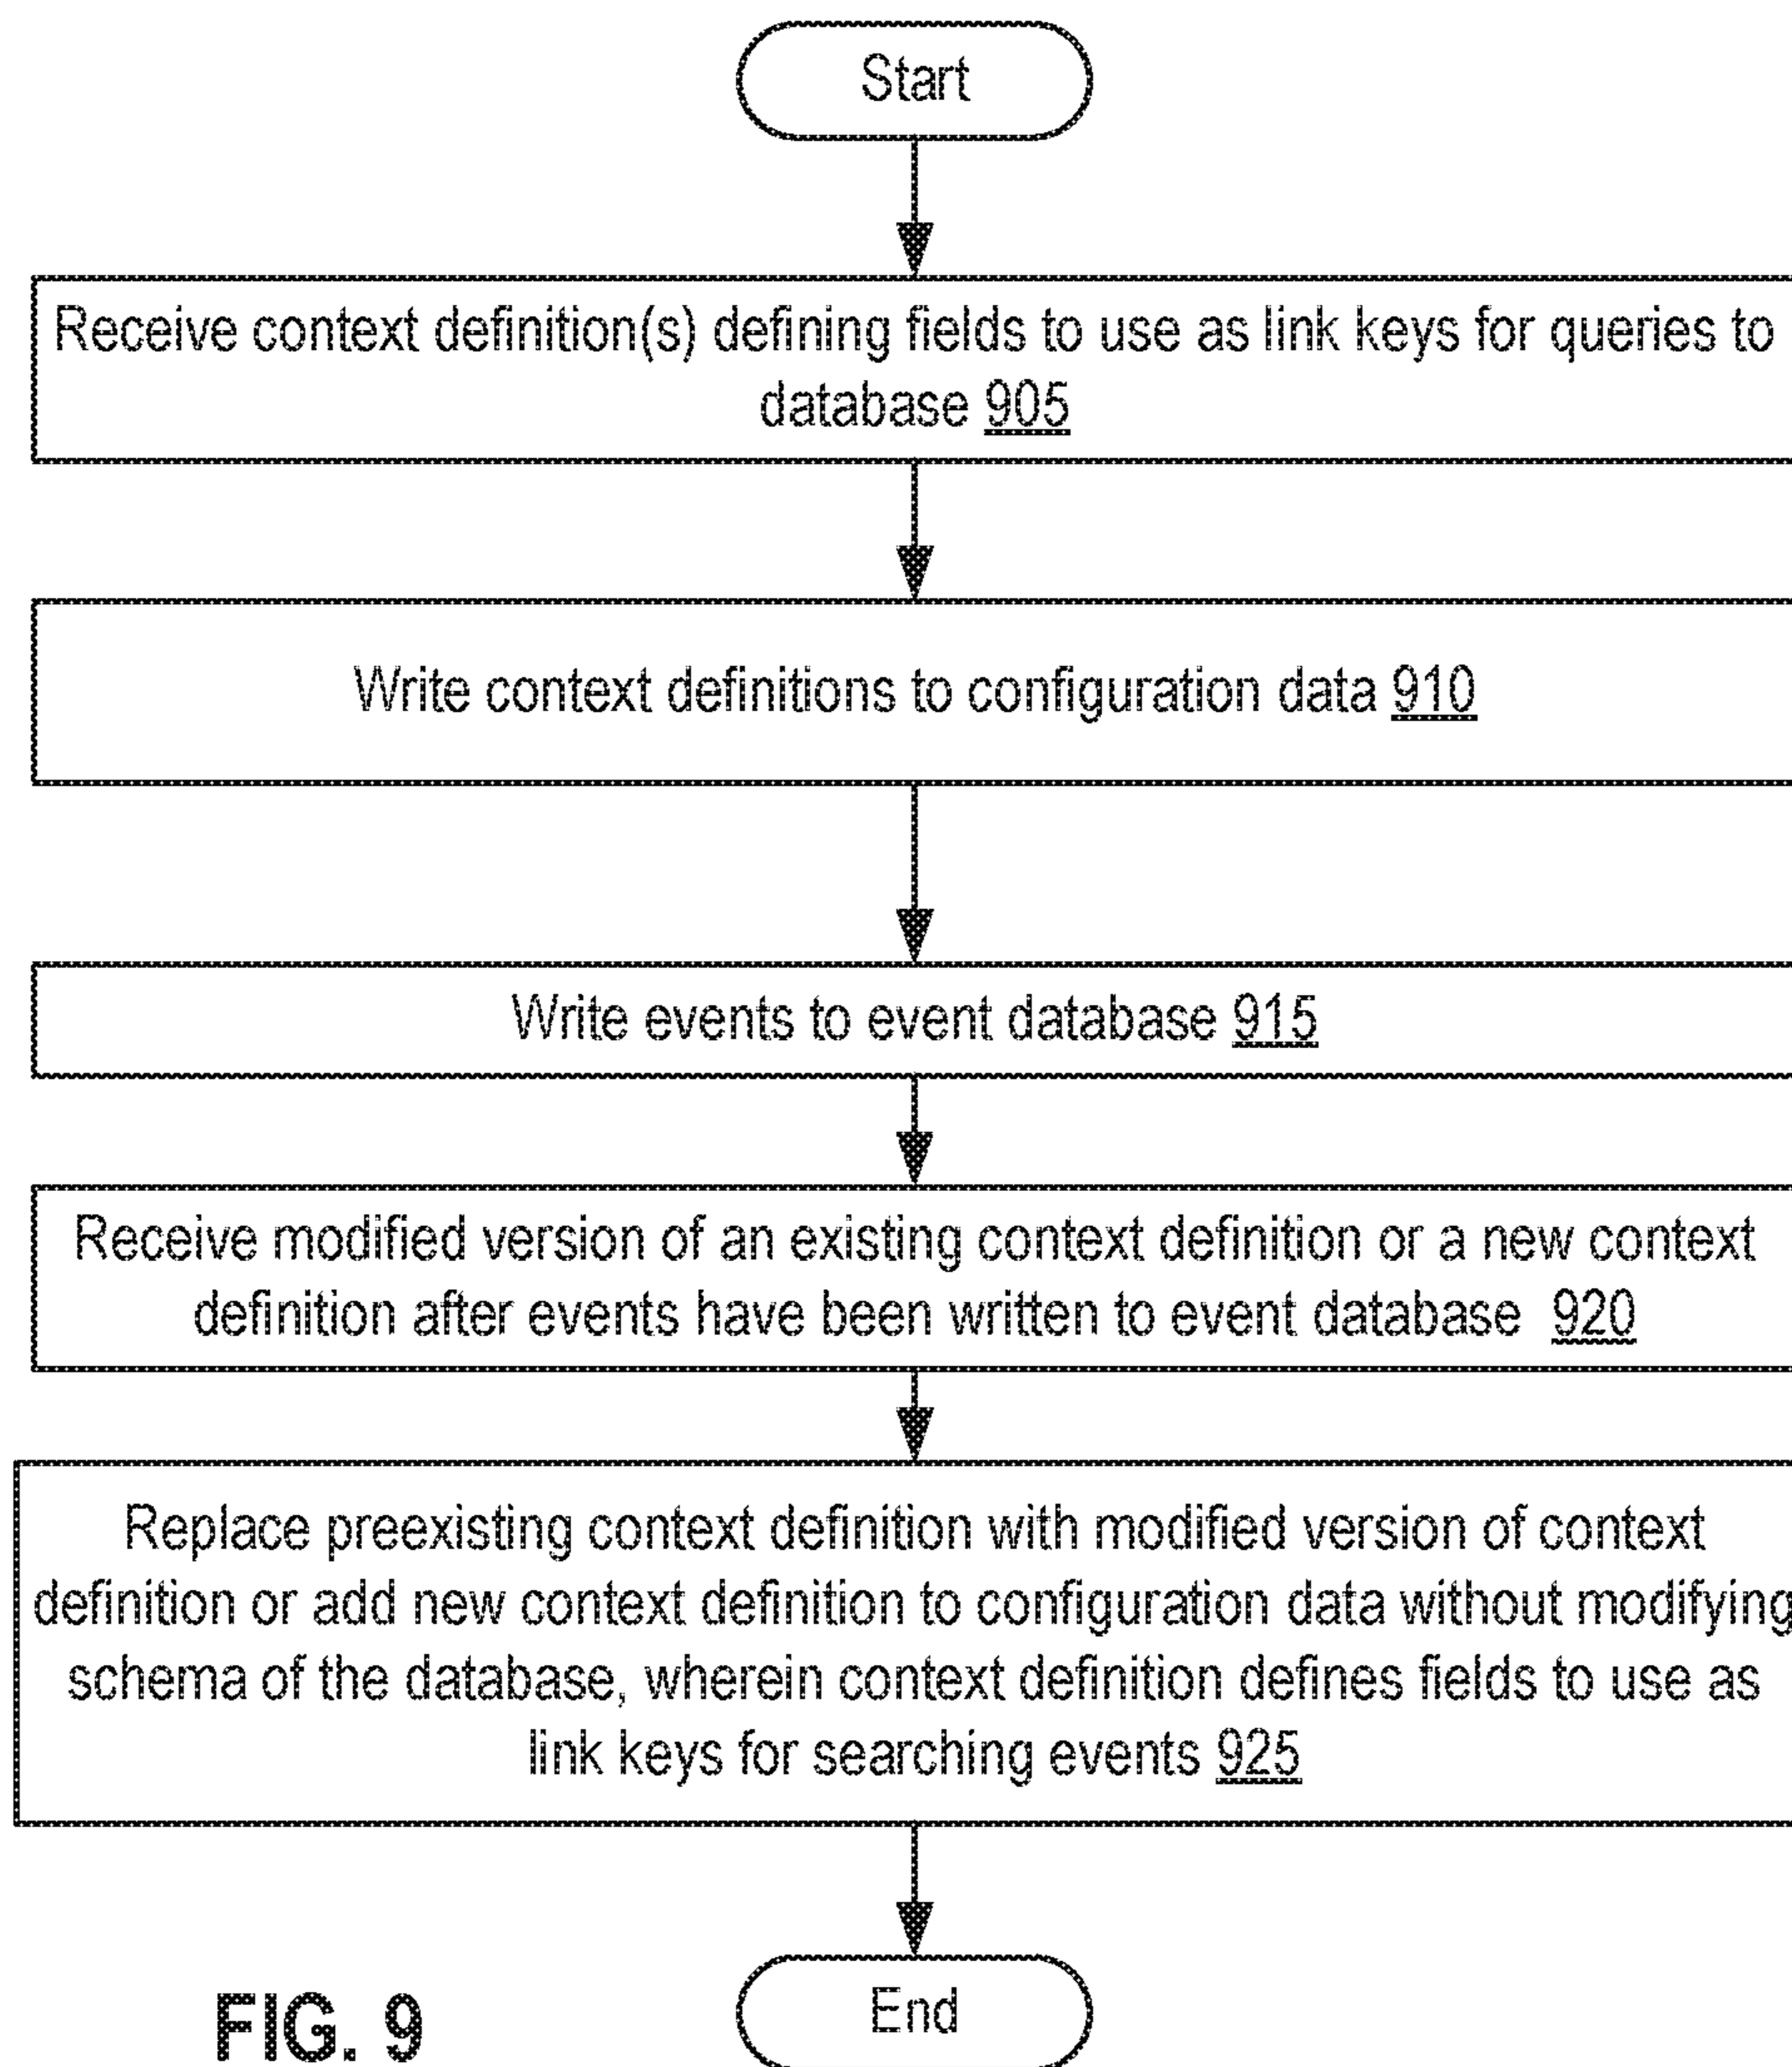 Start
Receive context definition(s) defining fields to use as link keys for queries to
database 905
Write context definitions to configuration data 910
Write events to event database 915
Receive modified version of an existing context definition or a new context
definition after events have been written to event database 920
Replace preexisting context definition with modified version of context
definition or add new context definition to configuration data without modifying
schema of the database, wherein context definition defines fields to use as
link keys for searching events 925
End
FIG. 9